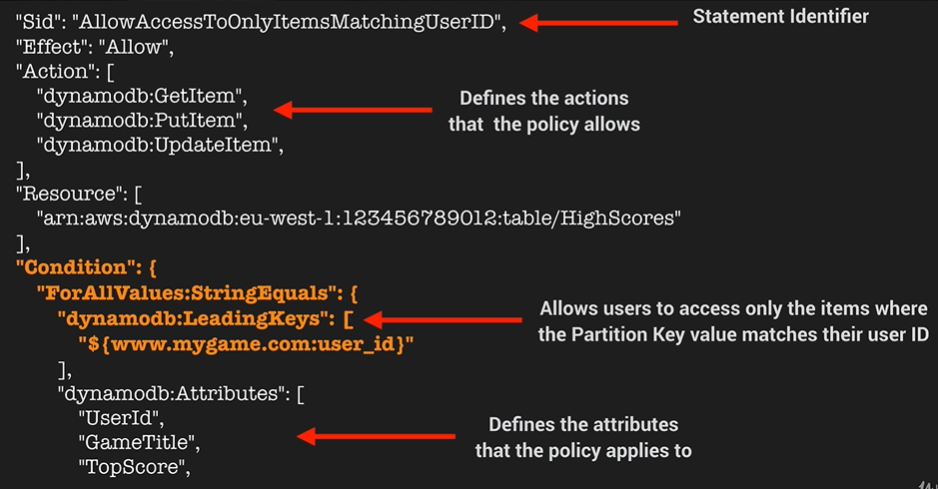 "Sid": "AllowAccessToOnlyItemsMatchingUserID",
Statement Identifier
"Effect": "Allow",
"Action": [
"dynamodb:GetItem",
"dynamodb:PutItem",
"dynamodb:UpdateItem",
Defines the actions
that the policy allows
],
"Resource": [
"arn:aws:dynamodb:eu-west-1:123456789012:table/HighScores"
],
"Condition": {
"ForAllValues:StringEquals": {
"dynamodb:LeadingKeys": [
"${www.mygame.com:user_id}"
Allows users to access only the items where
the Partition Key value matches their user ID
],
"dynamodb:Attributes": [
"UserId",
"GameTitle",
"TopScore",
Defines the attributes
that the policy applies to